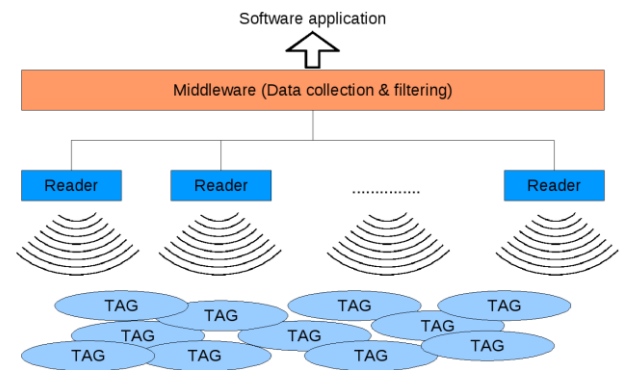 Software application
Middleware (Data collection & filtering)
Reader Reader ............... Reader
TAG TAG TAG
TAG TAG
TAG TAG
TAG TAG TAG TAG